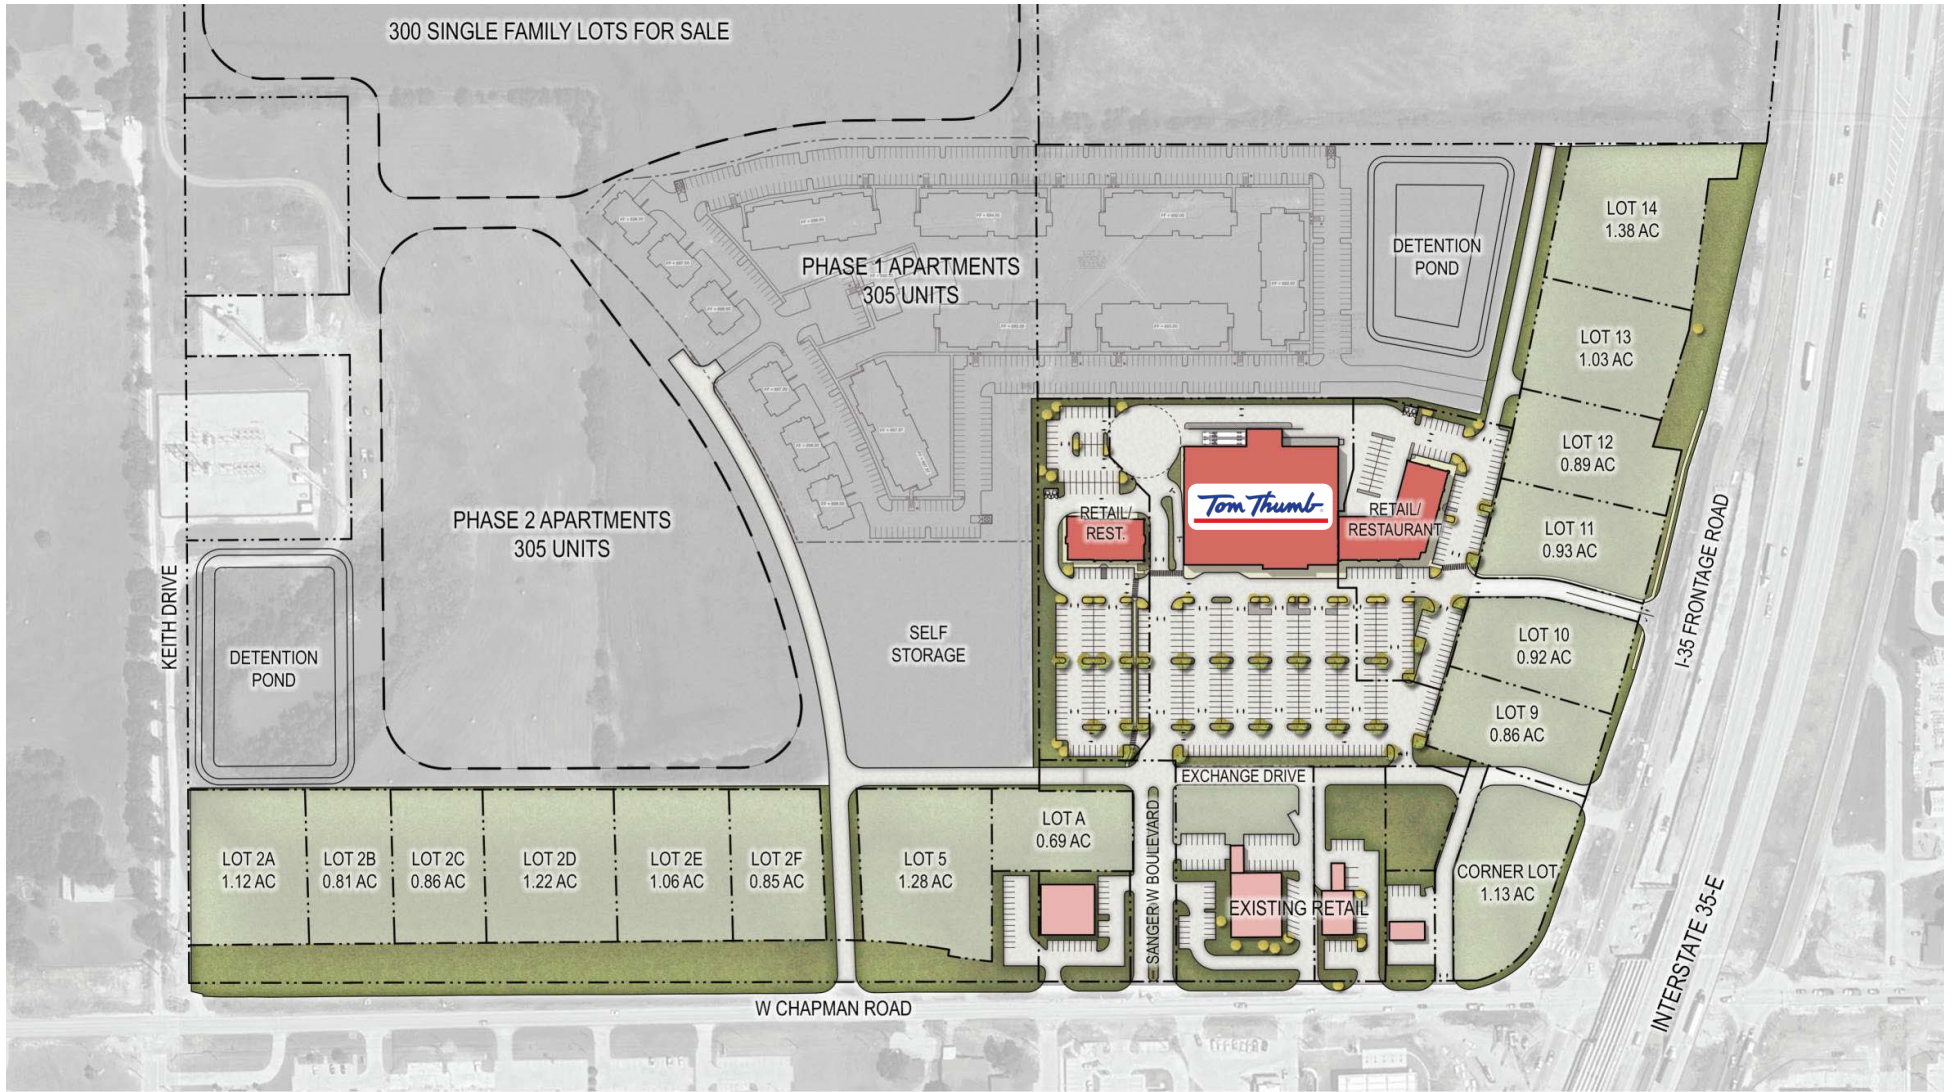 300 SINGLE FAMILY LOTS FOR SALE
LOT 14
1.38 AC
DETENTION
POND
PHASE 1 APARTMENTS
305 UNITS
LOT 13
1.03 AC
LOT 12
0.89 AC
Tom Thumb
RETAIL/
REST.
RETAIL/
RESTAURANT
LOT 11
0.93 AC
PHASE 2 APARTMENTS
305 UNITS
I-35 FRONTAGE ROAD
KEITH DRIVE
DETENTION
POND
SELF
STORAGE
LOT 10
0.92 AC
LOT 9
0.86 AC
EXCHANGE DRIVE
LOT A
0.69 AC
LOT 2A
1.12 AC
LOT 2B
0.81 AC
LOT 2C
0.86 AC
LOT 2D
1.22 AC
LOT 2E
1.06 AC
LOT 2F
0.85 AC
LOT 5
1.28 AC
SANGER W BOULEVARD
EXISTING RETAIL
CORNER LOT
1.13 AC
INTERSTATE 35-E
W CHAPMAN ROAD